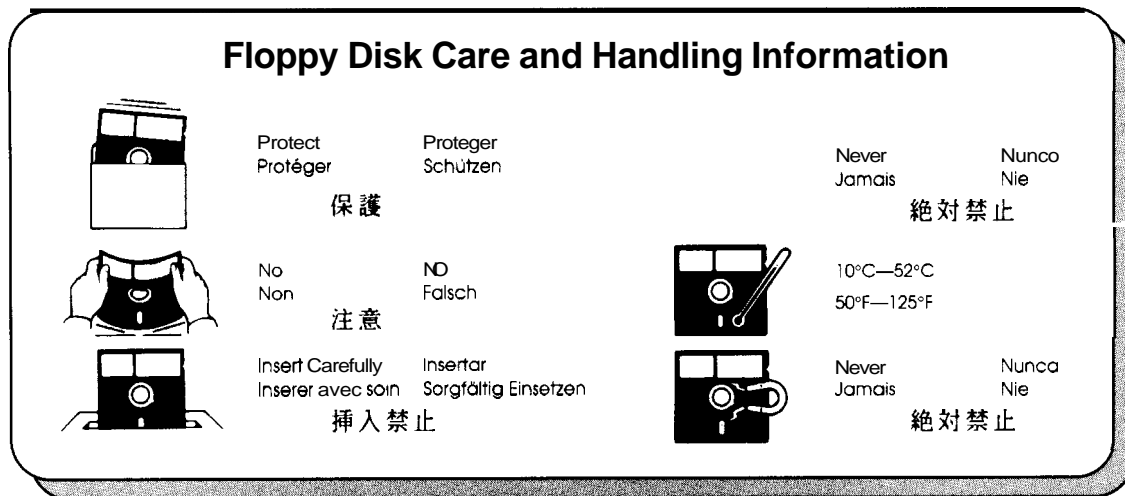 Floppy Disk Care and Handling Information
Protect Proteger
Protéger Schützen
保護
No NO
Non Falsch
注意
Insert Carefully Insertar
Inserer avec soin Sorgfältig Einsetzen
挿入禁止
Never Nunco
Jamais Nie
絶対禁止
10°C—52°C
50°F—125°F
Never Nunca
Jamais Nie
絶対禁止